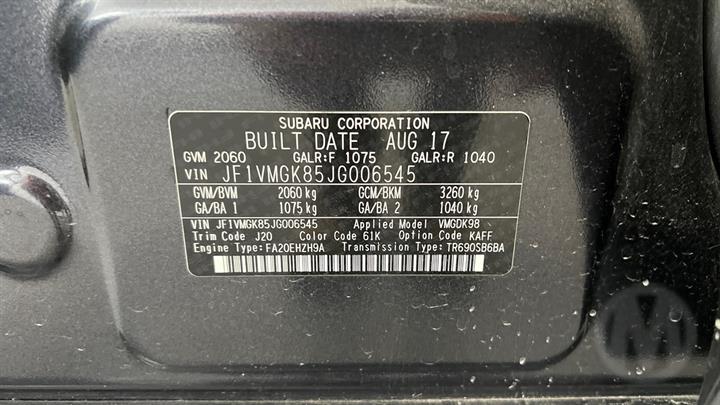 SUBARU CORPORATION
BUILT DATE AUG 17
GVM 2060 GALR:F 1075 GALR:R 1040
VIN JF1VMGK85JG006545
GVM/BVM 2060 kg GCM/BKM 3260 kg
GA/BA 1 1075 kg GA/BA 2 1040 kg
VIN JF1VMGK85JG006545 Applied Model VMGDK98
Trim Code J20 Color Code 61K Option Code KAFF
Engine Type:FA20EHZH9A Transmission Type:TR690SB6BA
M